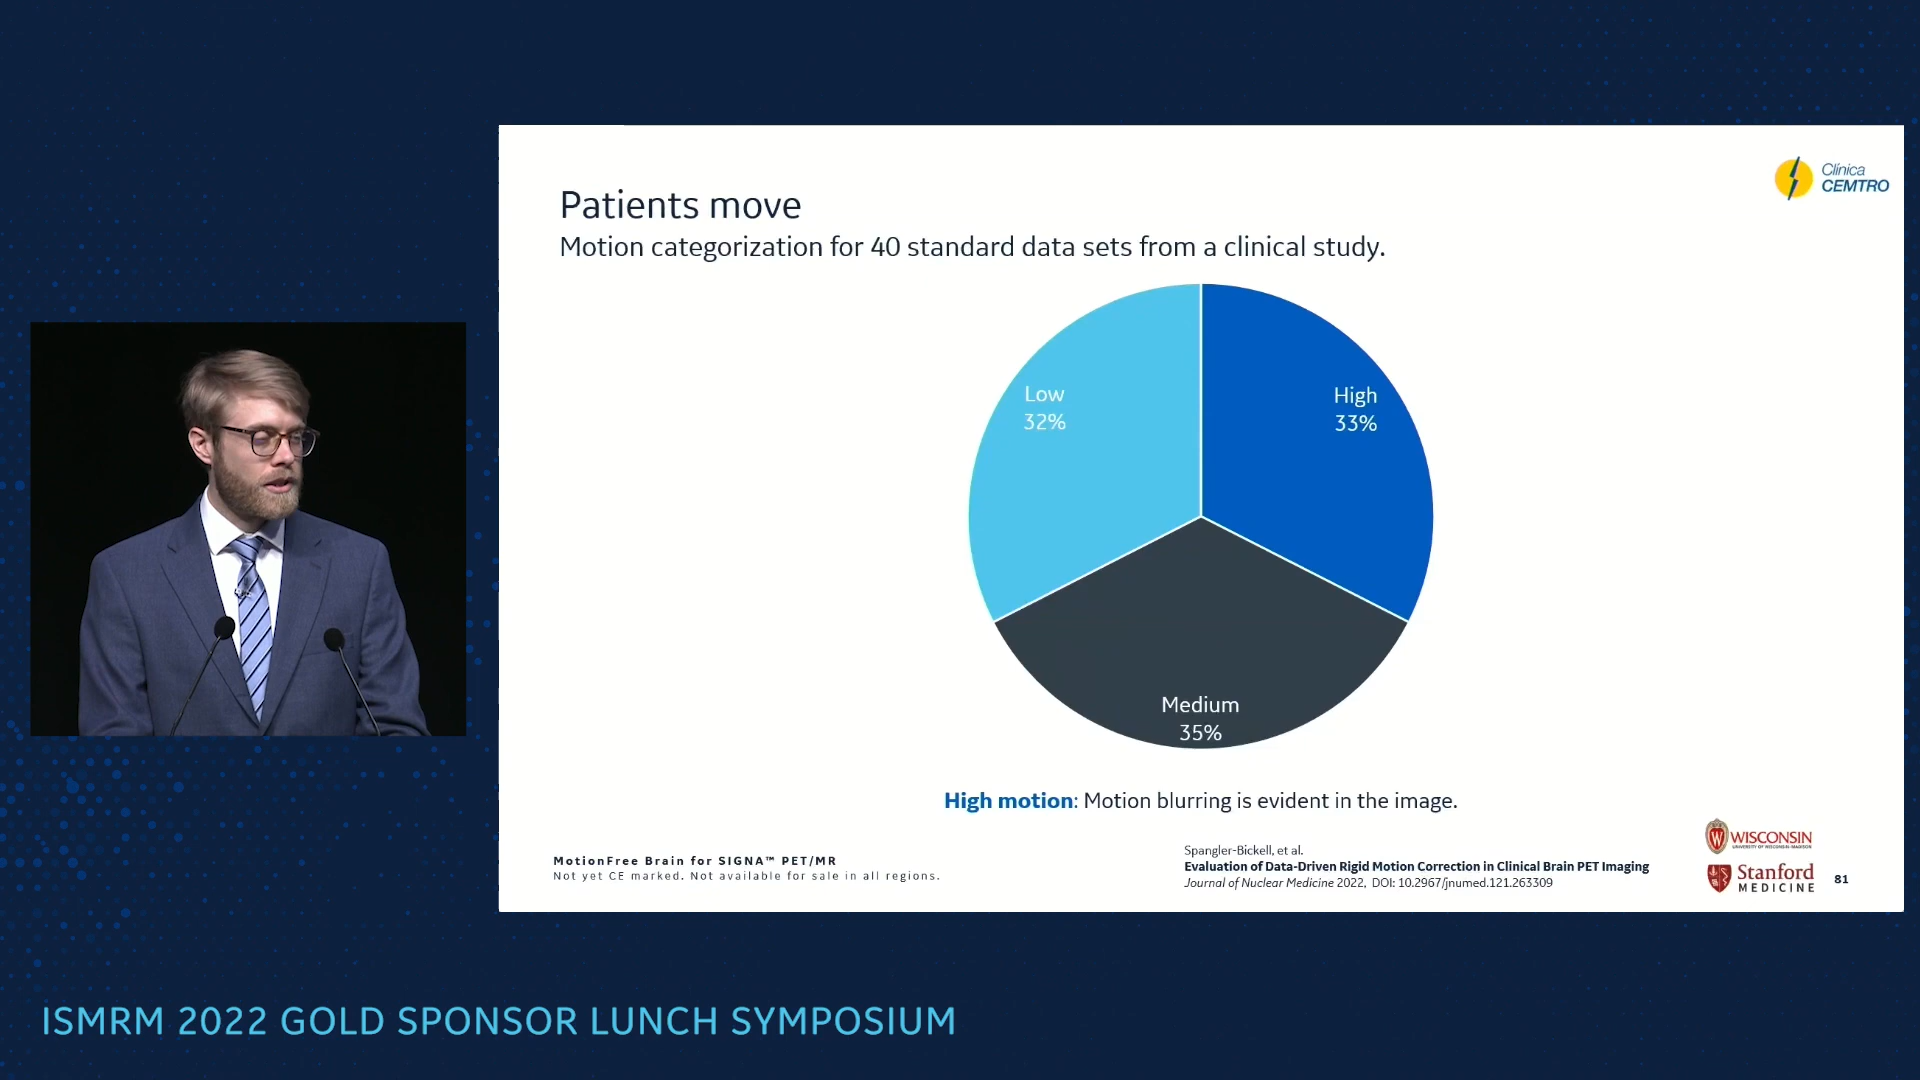 Clínica
CEMTRO
Patients move
Motion categorization for 40 standard data sets from a clinical study.
Low
32%
High
33%
Medium
35%
High motion: Motion blurring is evident in the image.
MotionFree Brain for SIGNA™ PET/MR
Not yet CE marked. Not available for sale in all regions.
Spangler-Bickell, et al.
Evaluation of Data-Driven Rigid Motion Correction in Clinical Brain PET Imaging
Journal of Nuclear Medicine 2022, DOI: 10.2967/jnumed.121.263309
WISCONSIN
UNIVERSITY OF WISCONSIN-MADISON
Stanford
MEDICINE
81
ISMRM 2022 GOLD SPONSOR LUNCH SYMPOSIUM